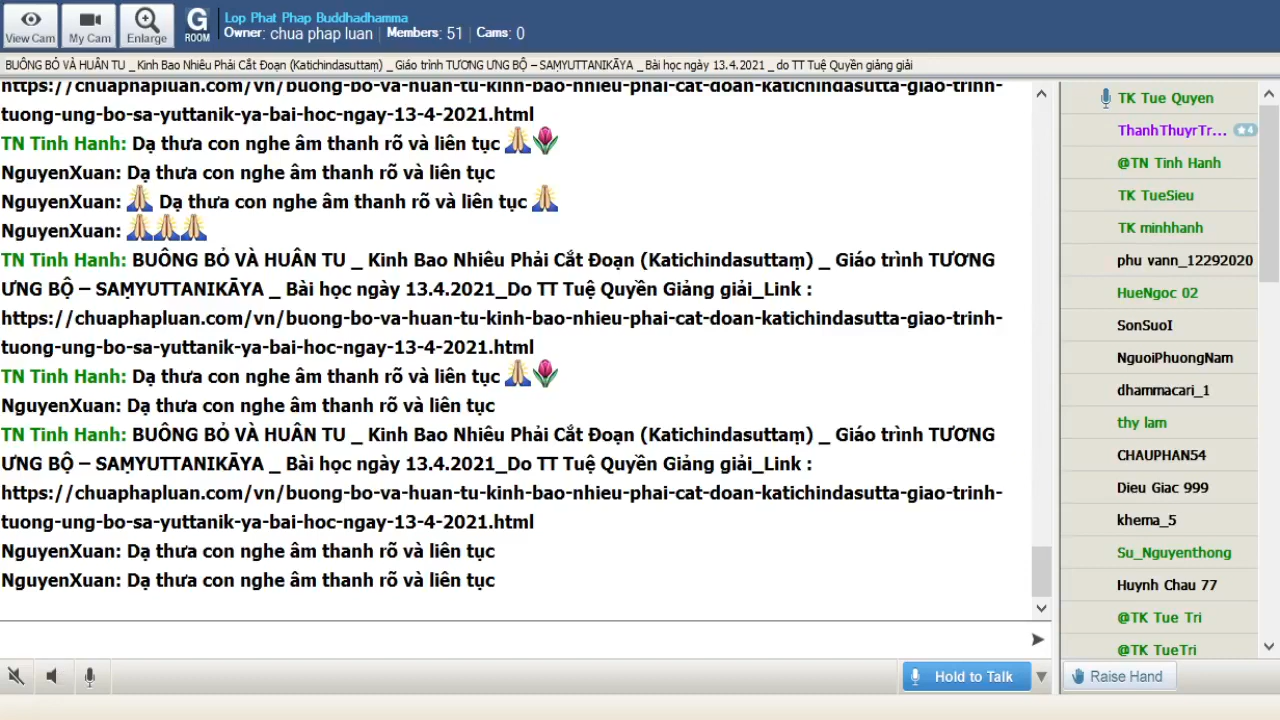 View Cam
My Cam
Enlarge
G
ROOM
Lop Phat Phap Buddhadhamma
Owner: chua phap luan | Members: 51 | Cams: 0
BUÔNG BỎ VÀ HUÂN TU _ Kinh Bao Nhiêu Phải Cắt Đoạn (Katichindasuttaṃ) _ Giáo trình TƯƠNG ƯNG BỘ – SAṂYUTTANIKĀYA _ Bài học ngày 13.4.2021 _ do TT Tuệ Quyền giảng giải
https://chuaphapluan.com/vn/buong-bo-va-huan-tu-kinh-bao-nhieu-phai-cat-doan-katichindasutta-giao-trinh-
tuong-ung-bo-sa-yuttanik-ya-bai-hoc-ngay-13-4-2021.html
TN Tinh Hanh: Dạ thưa con nghe âm thanh rõ và liên tục 🙏🌷
NguyenXuan: Dạ thưa con nghe âm thanh rõ và liên tục
NguyenXuan: 🙏 Dạ thưa con nghe âm thanh rõ và liên tục 🙏
NguyenXuan: 🙏🙏🙏
TN Tinh Hanh: BUÔNG BỎ VÀ HUÂN TU _ Kinh Bao Nhiêu Phải Cắt Đoạn (Katichindasuttaṃ) _ Giáo trình TƯƠNG
ƯNG BỘ – SAṂYUTTANIKĀYA _ Bài học ngày 13.4.2021_Do TT Tuệ Quyền Giảng giải_Link :
https://chuaphapluan.com/vn/buong-bo-va-huan-tu-kinh-bao-nhieu-phai-cat-doan-katichindasutta-giao-trinh-
tuong-ung-bo-sa-yuttanik-ya-bai-hoc-ngay-13-4-2021.html
TN Tinh Hanh: Dạ thưa con nghe âm thanh rõ và liên tục 🙏🌷
NguyenXuan: Dạ thưa con nghe âm thanh rõ và liên tục
TN Tinh Hanh: BUÔNG BỎ VÀ HUÂN TU _ Kinh Bao Nhiêu Phải Cắt Đoạn (Katichindasuttaṃ) _ Giáo trình TƯƠNG
ƯNG BỘ – SAṂYUTTANIKĀYA _ Bài học ngày 13.4.2021_Do TT Tuệ Quyền Giảng giải_Link :
https://chuaphapluan.com/vn/buong-bo-va-huan-tu-kinh-bao-nhieu-phai-cat-doan-katichindasutta-giao-trinh-
tuong-ung-bo-sa-yuttanik-ya-bai-hoc-ngay-13-4-2021.html
NguyenXuan: Dạ thưa con nghe âm thanh rõ và liên tục
NguyenXuan: Dạ thưa con nghe âm thanh rõ và liên tục
Hold to Talk
TK Tue Quyen
ThanhThuyrTr... ★4
@TN Tinh Hanh
TK TueSieu
TK minhhanh
phu vann_12292020
HueNgoc 02
SonSuoI
NguoiPhuongNam
dhammacari_1
thy lam
CHAUPHAN54
Dieu Giac 999
khema_5
Su_Nguyenthong
Huynh Chau 77
@TK Tue Tri
@TK TueTri
Raise Hand